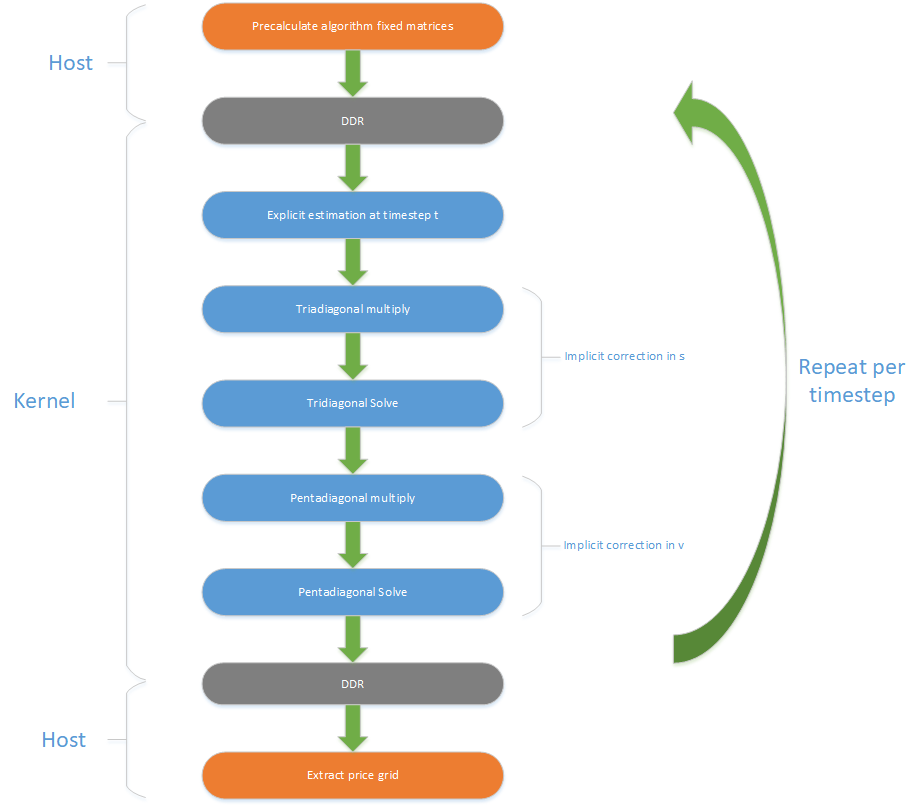 Precalculate algorithm fixed matrices
Host
DDR
Explicit estimation at timestep t
Triadiagonal multiply
Implicit correction in s
Repeat per
timestep
Kernel
Tridiagonal Solve
Pentadiagonal multiply
Implicit correction in v
Pentadiagonal Solve
DDR
Host
Extract price grid